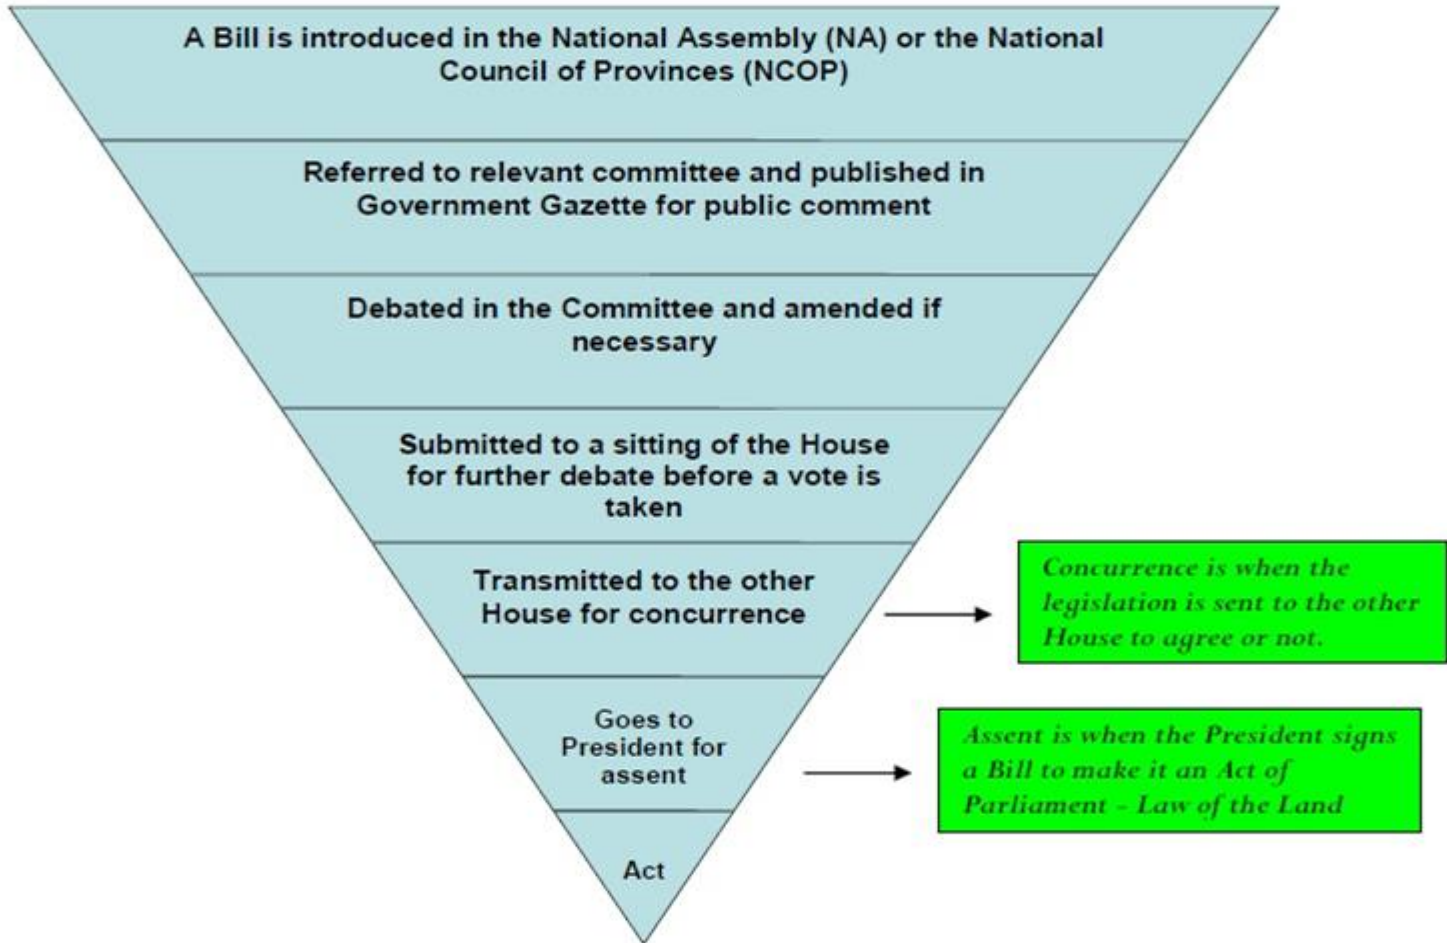 A Bill is introduced in the National Assembly (NA) or the National
Council of Provinces (NCOP)
Referred to relevant committee and published in
Government Gazette for public comment
Debated in the Committee and amended if
necessary
Submitted to a sitting of the House
for further debate before a vote is
taken
Transmitted to the other
House for concurrence
Concurrence is when the
legislation is sent to the other
House to agree or not.
Goes to
President for
assent
Assent is when the President signs
a Bill to make it an Act of
Parliament - Law of the Land
Act